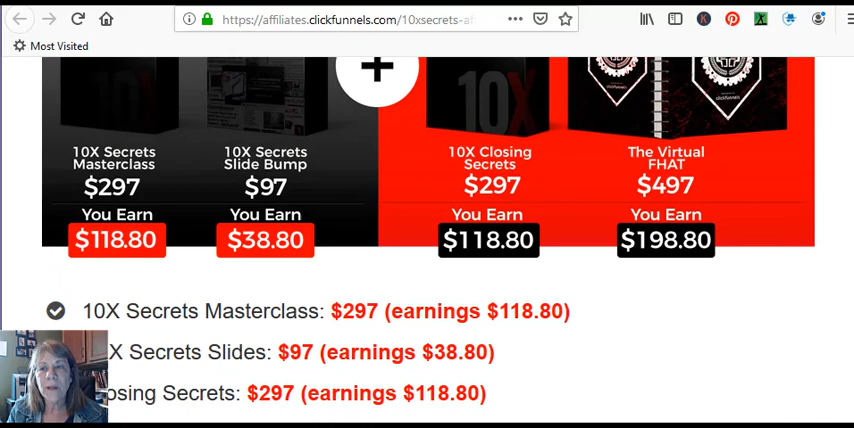 https://affiliates.clickfunnels.com/10xsecrets-af
Most Visited
10X
10X
10X Secrets Masterclass
$297
You Earn
$118.80
10X Secrets Slide Bump
$97
You Earn
$38.80
10X Closing Secrets
$297
You Earn
$118.80
The Virtual FHAT
$497
You Earn
$198.80
10X Secrets Masterclass: $297 (earnings $118.80)
X Secrets Slides: $97 (earnings $38.80)
osing Secrets: $297 (earnings $118.80)